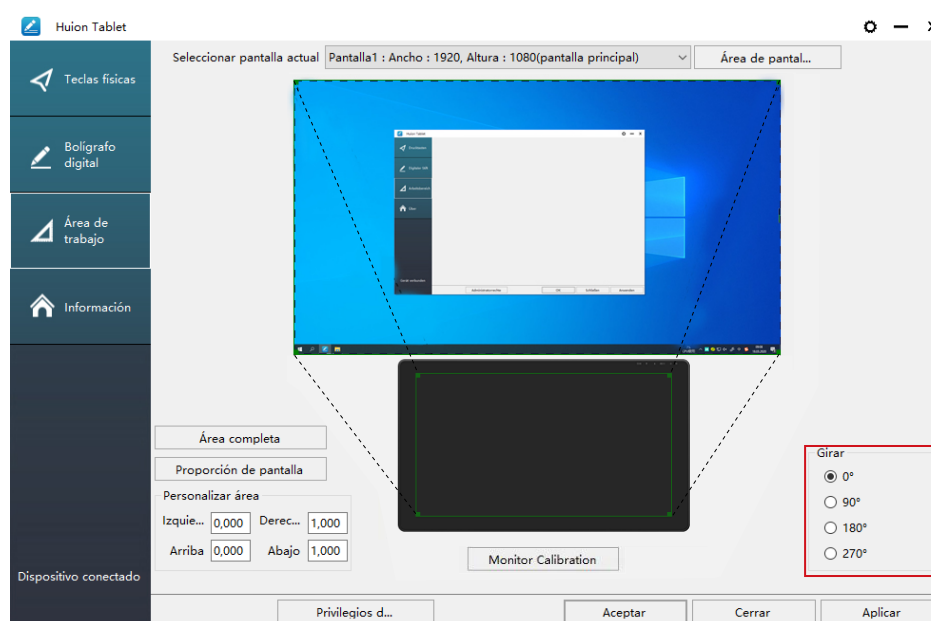 Huion Tablet
Seleccionar pantalla actual Pantalla1 : Ancho : 1920, Altura : 1080(pantalla principal) Área de pantal...
Teclas físicas
Bolígrafo
digital
Área de
trabajo
Información
Huion Tablet
Área completa
Proporción de pantalla
Personalizar área
Izquie... 0,000 Derec... 1,000
Arriba 0,000 Abajo 1,000
Monitor Calibration
Girar
0°
90°
180°
270°
Dispositivo conectado
Privilegios d... Aceptar Cerrar Aplicar